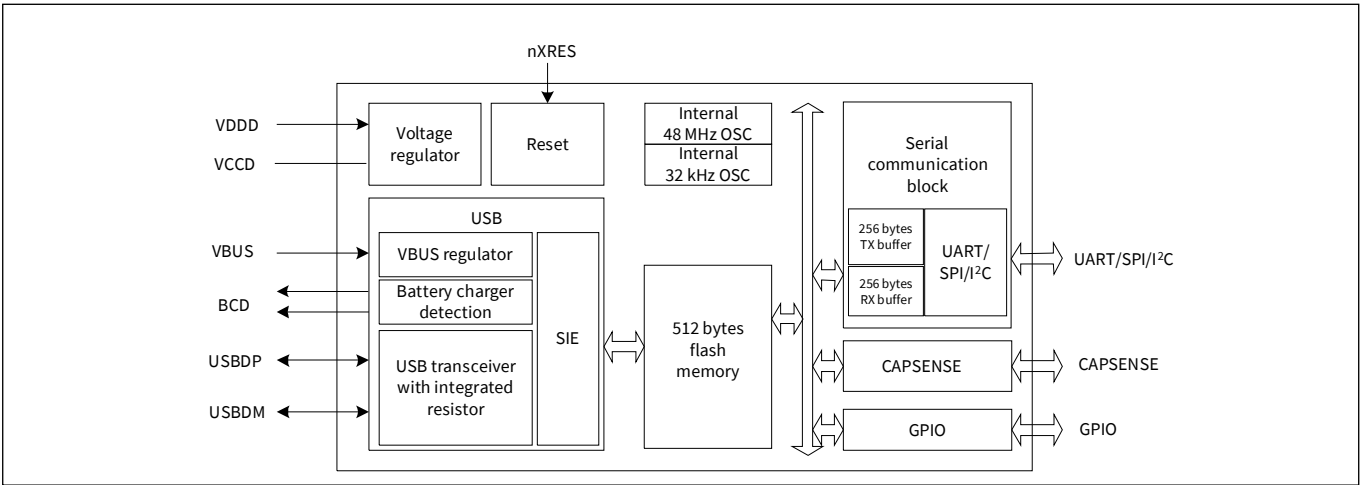 nXRES
VDDD
VCCD
Voltage
regulator
Reset
Internal
48 MHz OSC
Internal
32 kHz OSC
Serial
communication
block
256 bytes
TX buffer
256 bytes
RX buffer
UART/
SPI/I²C
UART/SPI/I²C
USB
VBUS
VBUS regulator
BCD
Battery charger
detection
USBDP
USBDM
USB transceiver
with integrated
resistor
SIE
512 bytes
flash
memory
CAPSENSE
CAPSENSE
GPIO
GPIO